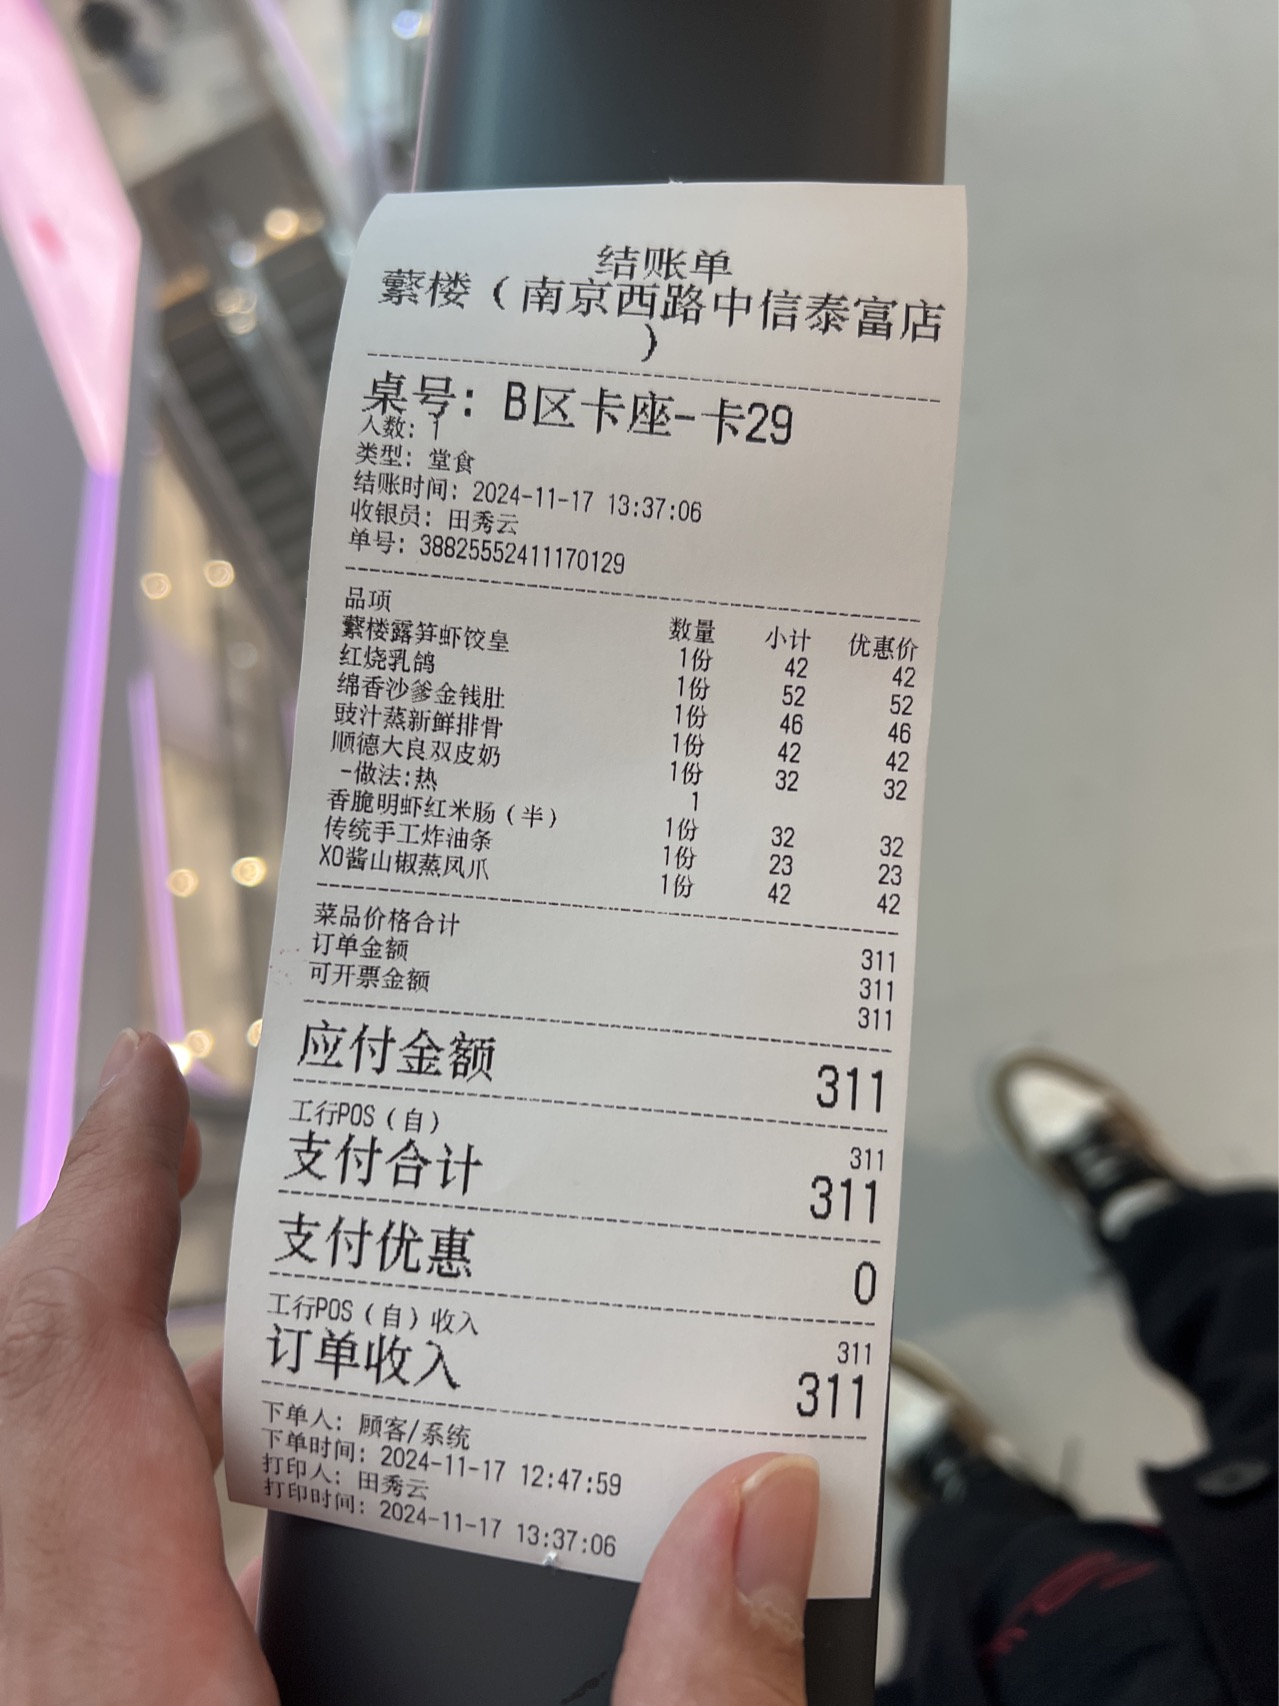 结账单
蘩楼（南京西路中信泰富店
）
桌号: B区卡座-卡29
人数: 1
类型: 堂食
结账时间: 2024-11-17 13:37:06
收银员: 田秀云
单号: 38825552411170129
品项 数量 小计 优惠价
蘩楼露笋虾饺皇 1份 42 42
红烧乳鸽 1份 52 52
绵香沙爹金钱肚 1份 46 46
豉汁蒸新鲜排骨 1份 42 42
顺德大良双皮奶 1份 32 32
-做法:热 1
香脆明虾红米肠（半） 1份 32 32
传统手工炸油条 1份 23 23
XO酱山椒蒸凤爪 1份 42 42
菜品价格合计 311
订单金额 311
可开票金额 311
应付金额 311
工行POS（自） 311
支付合计 311
支付优惠 0
工行POS（自）收入 311
订单收入 311
下单人: 顾客/系统
下单时间: 2024-11-17 12:47:59
打印人: 田秀云
打印时间: 2024-11-17 13:37:06